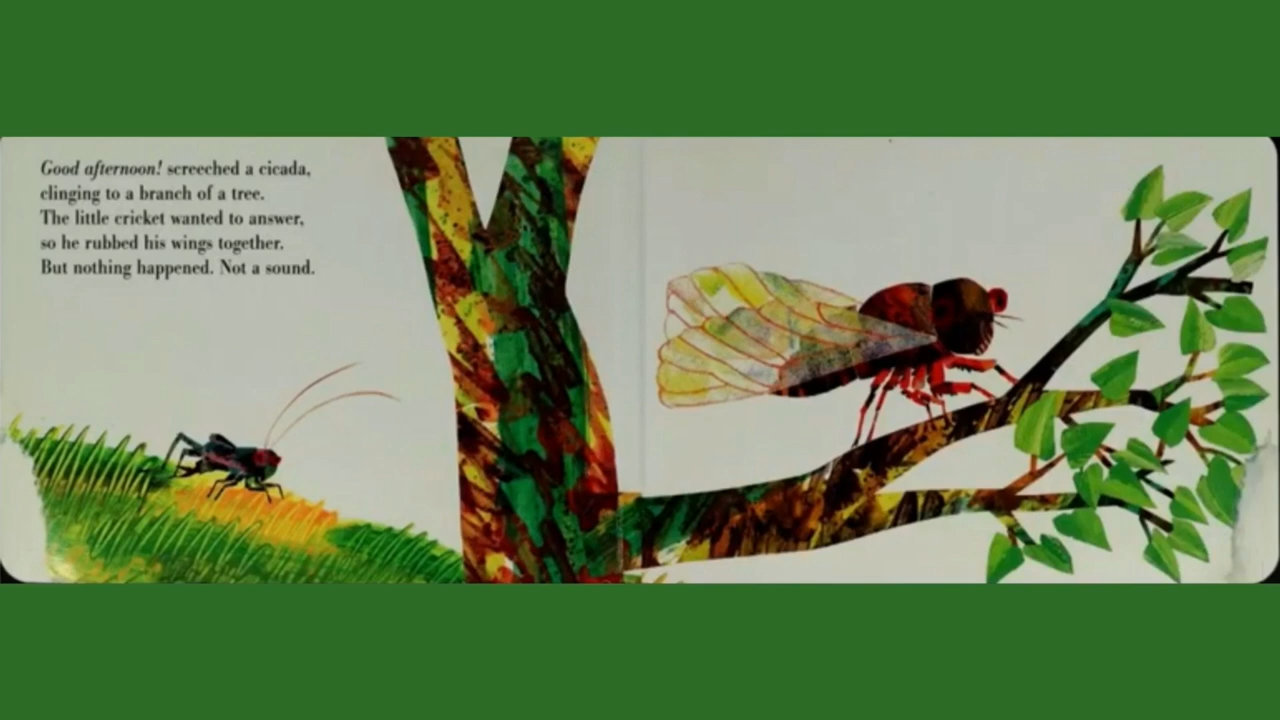 Good afternoon! screeched a cicada,
clinging to a branch of a tree.
The little cricket wanted to answer,
so he rubbed his wings together.
But nothing happened. Not a sound.